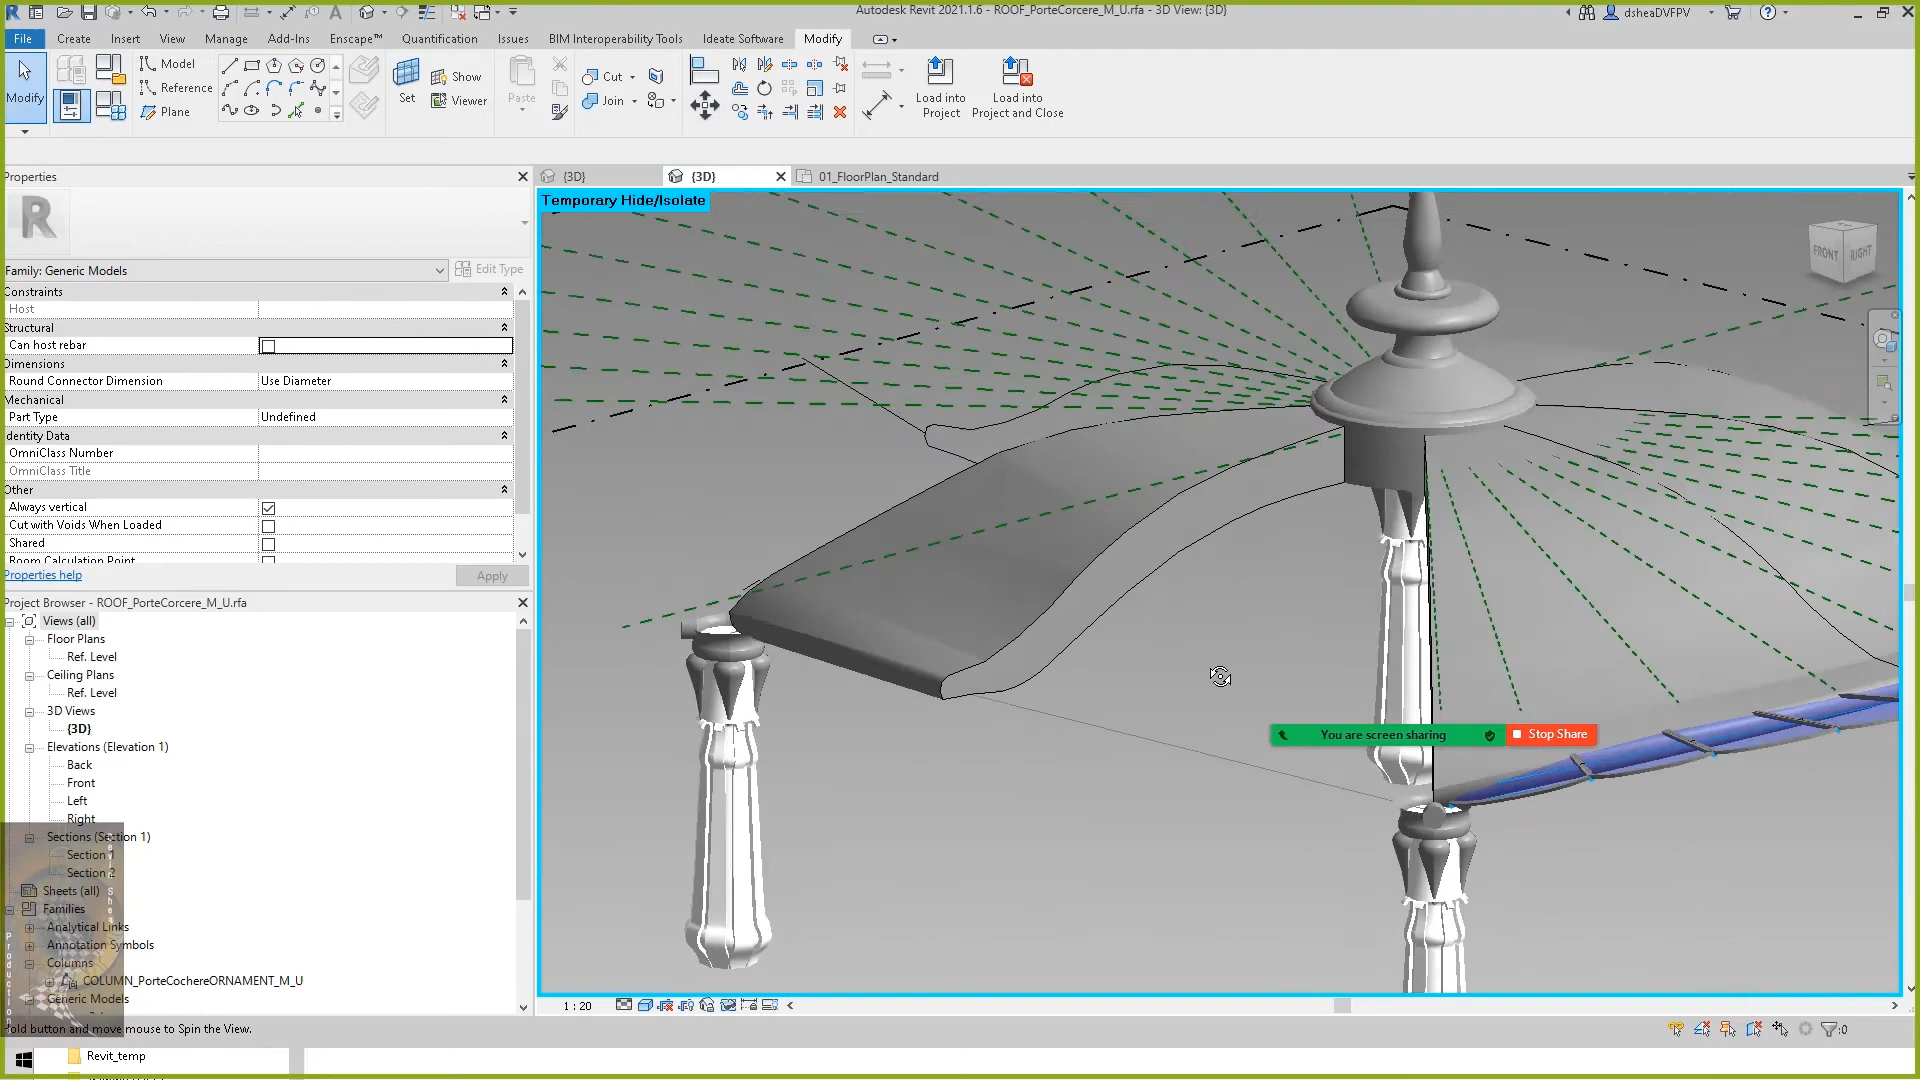 Autodesk Revit 2021.1.6 - ROOF_PorteCorcere_M_U.rfa - 3D View: {3D}
dsheaDVFPV
File Create Insert View Manage Add-Ins Enscape™ Quantification Issues BIM Interoperability Tools Ideate Software Modify
Modify
Model
Reference
Plane
Set
Show
Viewer
Paste
Cut
Join
Load into
Project
Load into
Project and Close
Properties
{3D}
{3D}
01_FloorPlan_Standard
Temporary Hide/Isolate
FRONT
RIGHT
Family: Generic Models
Edit Type
Constraints
Host
Structural
Can host rebar
Dimensions
Round Connector Dimension Use Diameter
Mechanical
Part Type Undefined
Identity Data
OmniClass Number
OmniClass Title
Other
Always vertical
Cut with Voids When Loaded
Shared
Room Calculation Point
Properties help
Apply
Project Browser - ROOF_PorteCorcere_M_U.rfa
Views (all)
Floor Plans
Ref. Level
Ceiling Plans
Ref. Level
3D Views
{3D}
Elevations (Elevation 1)
Back
Front
Left
Right
Sections (Section 1)
Section 1
Section 2
Sheets (all)
Families
Analytical Links
Annotation Symbols
Columns
COLUMN_PorteCochereORNAMENT_M_U
Generic Models
You are screen sharing
Stop Share
1 : 20
old button and move mouse to Spin the View.
:0
Revit_temp